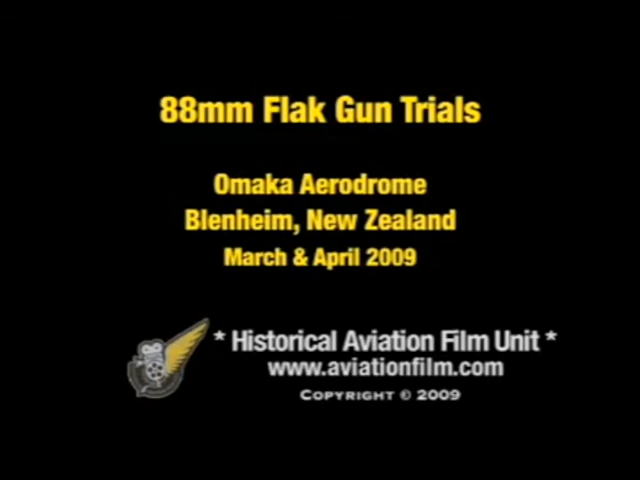 88mm Flak Gun Trials
Omaka Aerodrome
Blenheim, New Zealand
March & April 2009
* Historical Aviation Film Unit *
www.aviationfilm.com
Copyright © 2009